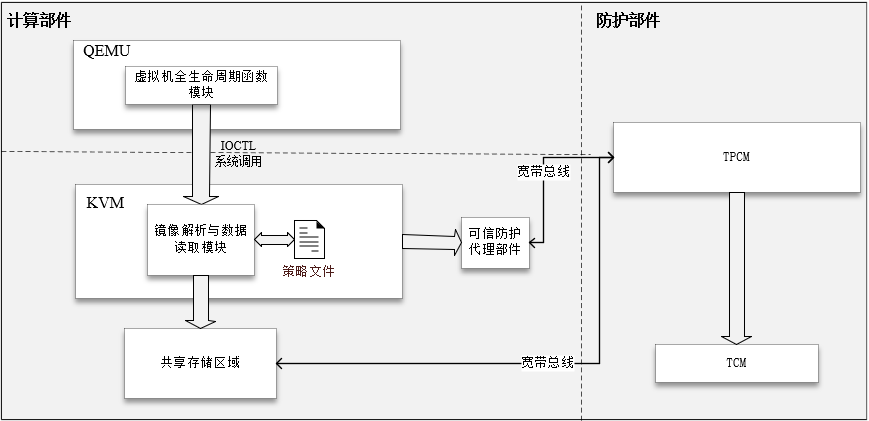 计算部件
防护部件
QEMU
虚拟机全生命周期函数
模块
IOCTL
系统调用
宽带总线
TPCM
KVM
镜像解析与数据
读取模块
策略文件
可信防护
代理部件
共享存储区域
宽带总线
TCM